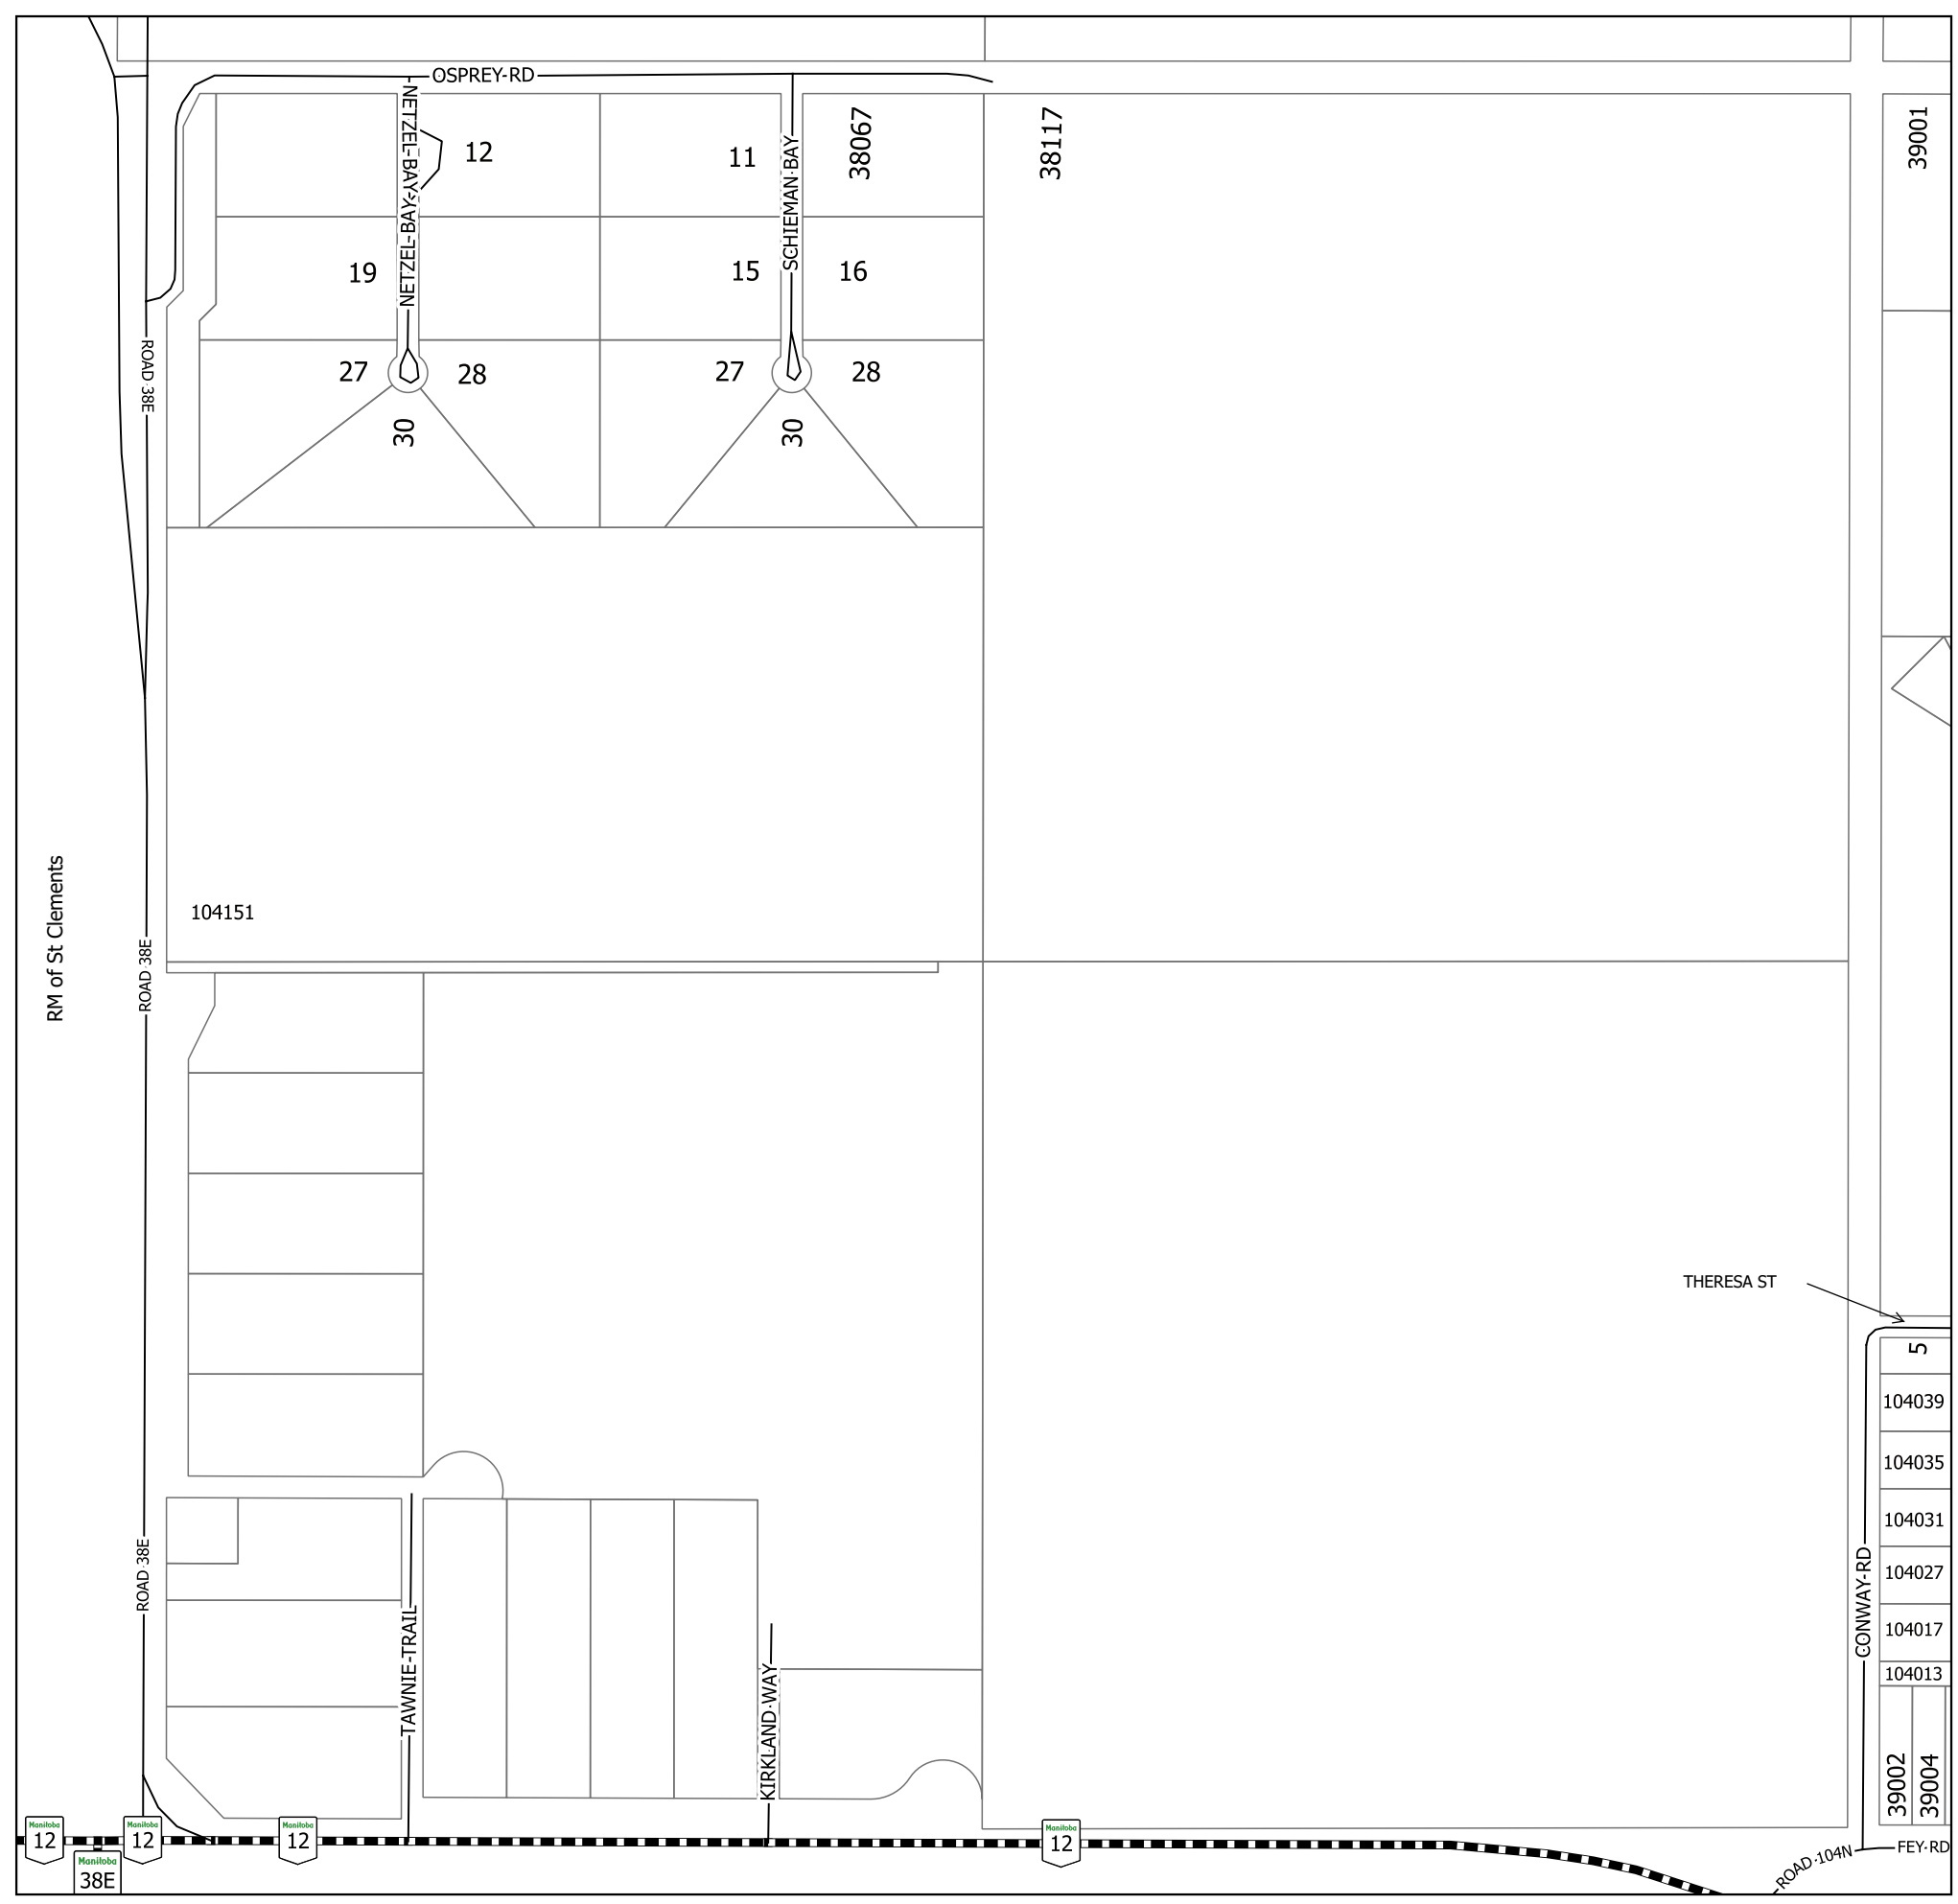 OSPREY RD
NETZEL BAY
NETZEL BAY
SCHIEMAN BAY
12
11
38067
38117
39001
19
15
16
ROAD 38E
27
28
27
28
30
30
104151
RM of St Clements
ROAD 38E
THERESA ST
5
104039
104035
104031
104027
104017
104013
ROAD 38E
TAWNIE TRAIL
KIRKLAND WAY
CONWAY RD
39002
39004
Manitoba
12
Manitoba
12
Manitoba
12
Manitoba
12
Manitoba
38E
ROAD 104N
FEY RD